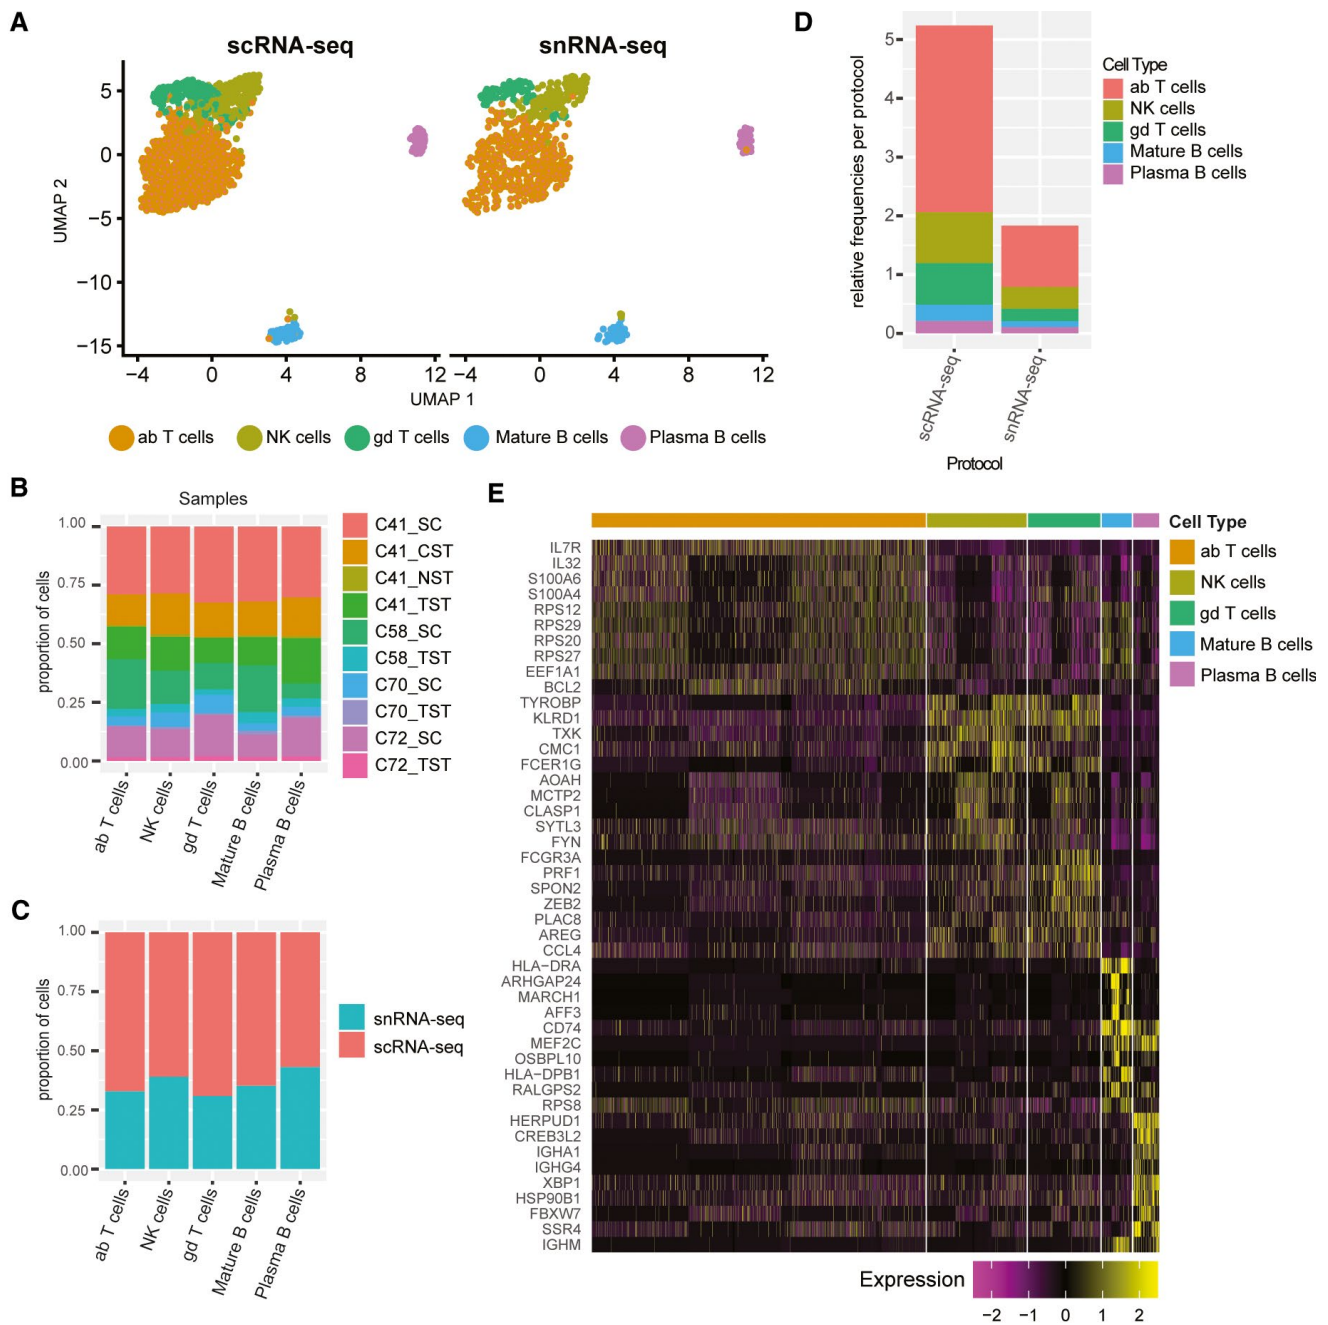 A
scRNA-seq
snRNA-seq
UMAP 2
5
0
−5
−10
−15
−4
0
4
8
12
−4
0
4
8
12
UMAP 1
ab T cells
NK cells
gd T cells
Mature B cells
Plasma B cells
D
relative frequencies per protocol
5
4
3
2
1
0
scRNA-seq
snRNA-seq
Protocol
Cell Type
ab T cells
NK cells
gd T cells
Mature B cells
Plasma B cells
B
Samples
proportion of cells
1.00
0.75
0.50
0.25
0.00
ab T cells
NK cells
gd T cells
Mature B cells
Plasma B cells
C41_SC
C41_CST
C41_NST
C41_TST
C58_SC
C58_TST
C70_SC
C70_TST
C72_SC
C72_TST
C
proportion of cells
1.00
0.75
0.50
0.25
0.00
ab T cells
NK cells
gd T cells
Mature B cells
Plasma B cells
snRNA-seq
scRNA-seq
E
IL7R
IL32
S100A6
S100A4
RPS12
RPS29
RPS20
RPS27
EEF1A1
BCL2
TYROBP
KLRD1
TXK
CMC1
FCER1G
AOAH
MCTP2
CLASP1
SYTL3
FYN
FCGR3A
PRF1
SPON2
ZEB2
PLAC8
AREG
CCL4
HLA−DRA
ARHGAP24
MARCH1
AFF3
CD74
MEF2C
OSBPL10
HLA−DPB1
RALGPS2
RPS8
HERPUD1
CREB3L2
IGHA1
IGHG4
XBP1
HSP90B1
FBXW7
SSR4
IGHM
Cell Type
ab T cells
NK cells
gd T cells
Mature B cells
Plasma B cells
Expression
−2
−1
0
1
2